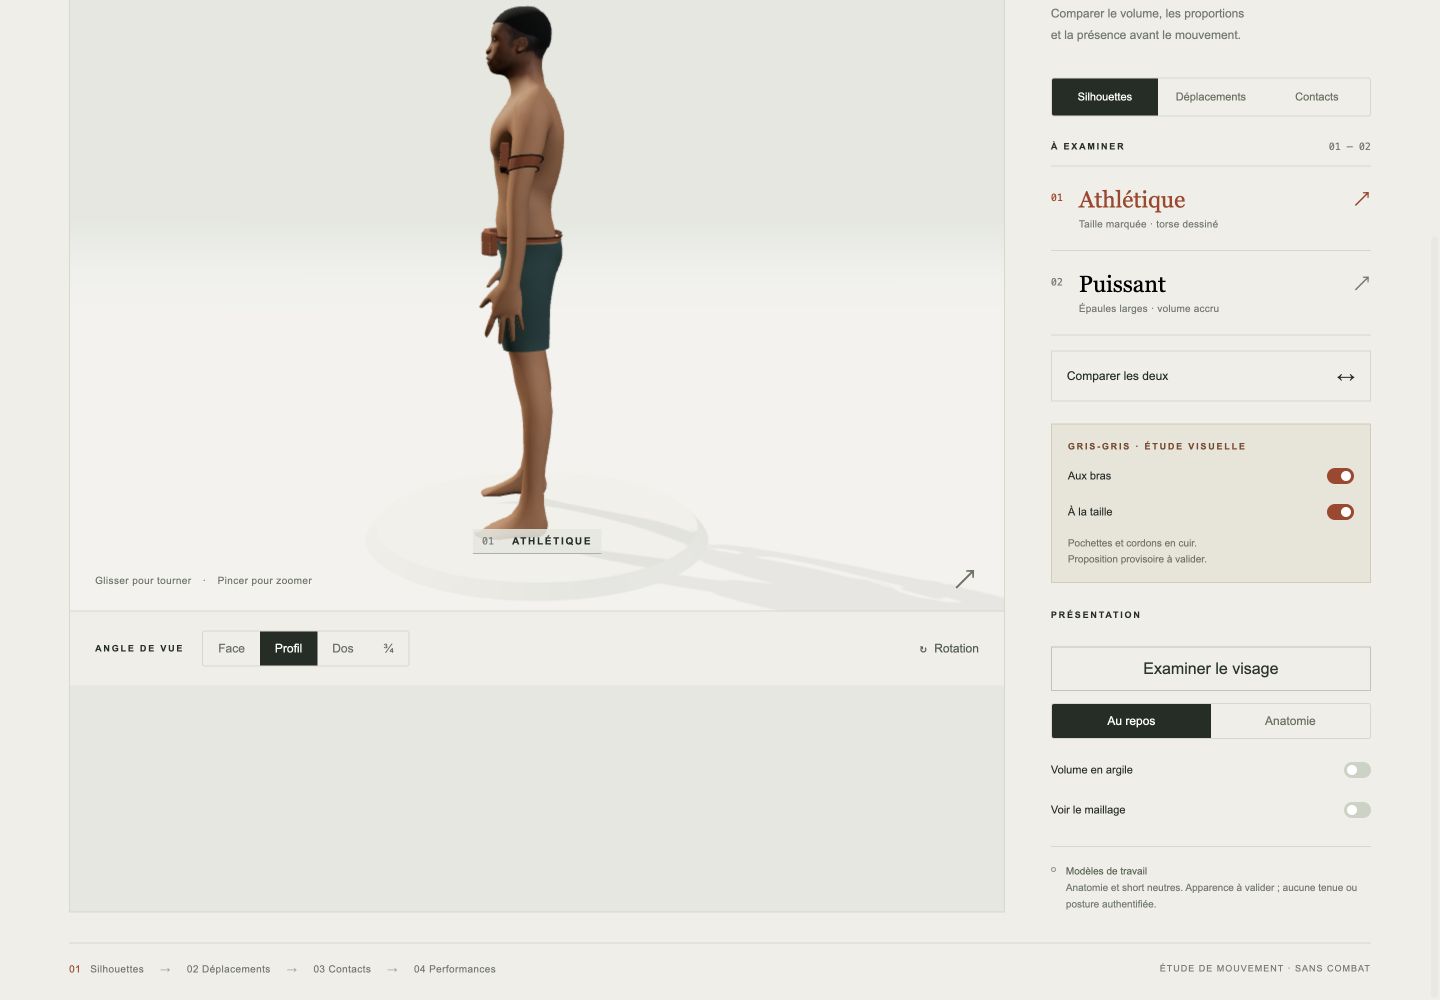 Comparer le volume, les proportions
et la présence avant le mouvement.
Silhouettes Déplacements Contacts
À EXAMINER 01 — 02
01 Athlétique ↗
Taille marquée · torse dessiné
02 Puissant ↗
Épaules larges · volume accru
Comparer les deux ↔
GRIS-GRIS · ÉTUDE VISUELLE
Aux bras
À la taille
Pochettes et cordons en cuir.
Proposition provisoire à valider.
PRÉSENTATION
Examiner le visage
Au repos Anatomie
Volume en argile
Voir le maillage
Modèles de travail
Anatomie et short neutres. Apparence à valider ; aucune tenue ou
posture authentifiée.
01 ATHLÉTIQUE
Glisser pour tourner · Pincer pour zoomer ↗
ANGLE DE VUE Face Profil Dos ¾ ↻ Rotation
01 Silhouettes → 02 Déplacements → 03 Contacts → 04 Performances
ÉTUDE DE MOUVEMENT · SANS COMBAT